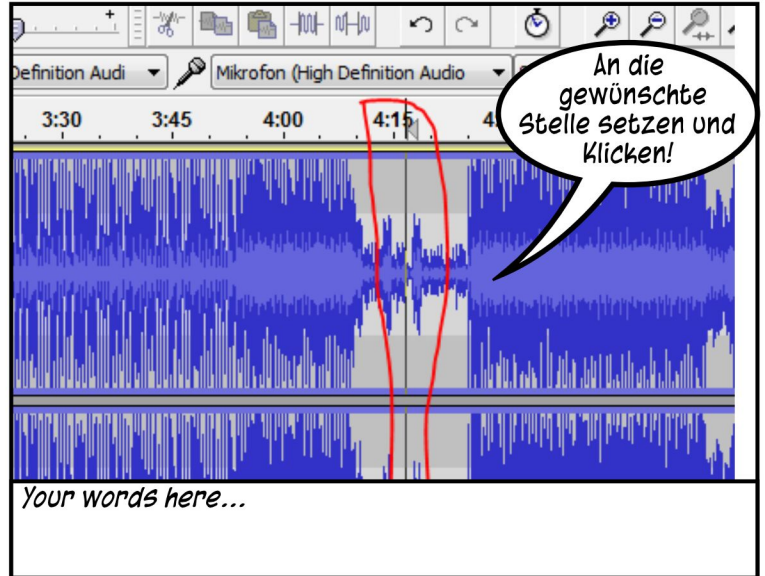 Definition Audi
Mikrofon (High Definition Audio
3:30 3:45 4:00 4:15
An die
gewünschte
Stelle setzen und
Klicken!
Your words here...